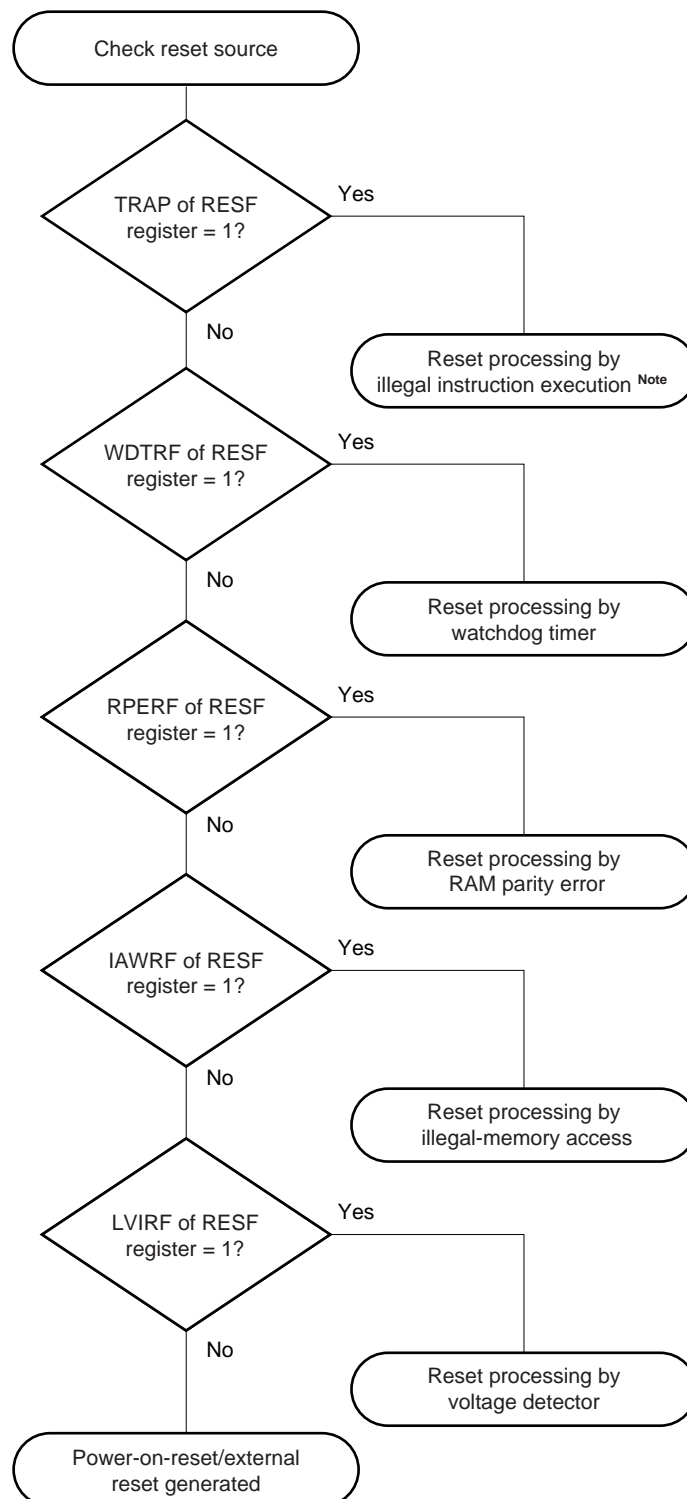 Check reset source
TRAP of RESF
register = 1?
Yes
No
Reset processing by
illegal instruction execution Note
WDTRF of RESF
register = 1?
Yes
No
Reset processing by
watchdog timer
RPERF of RESF
register = 1?
Yes
No
Reset processing by
RAM parity error
IAWRF of RESF
register = 1?
Yes
No
Reset processing by
illegal-memory access
LVIRF of RESF
register = 1?
Yes
No
Reset processing by
voltage detector
Power-on-reset/external
reset generated